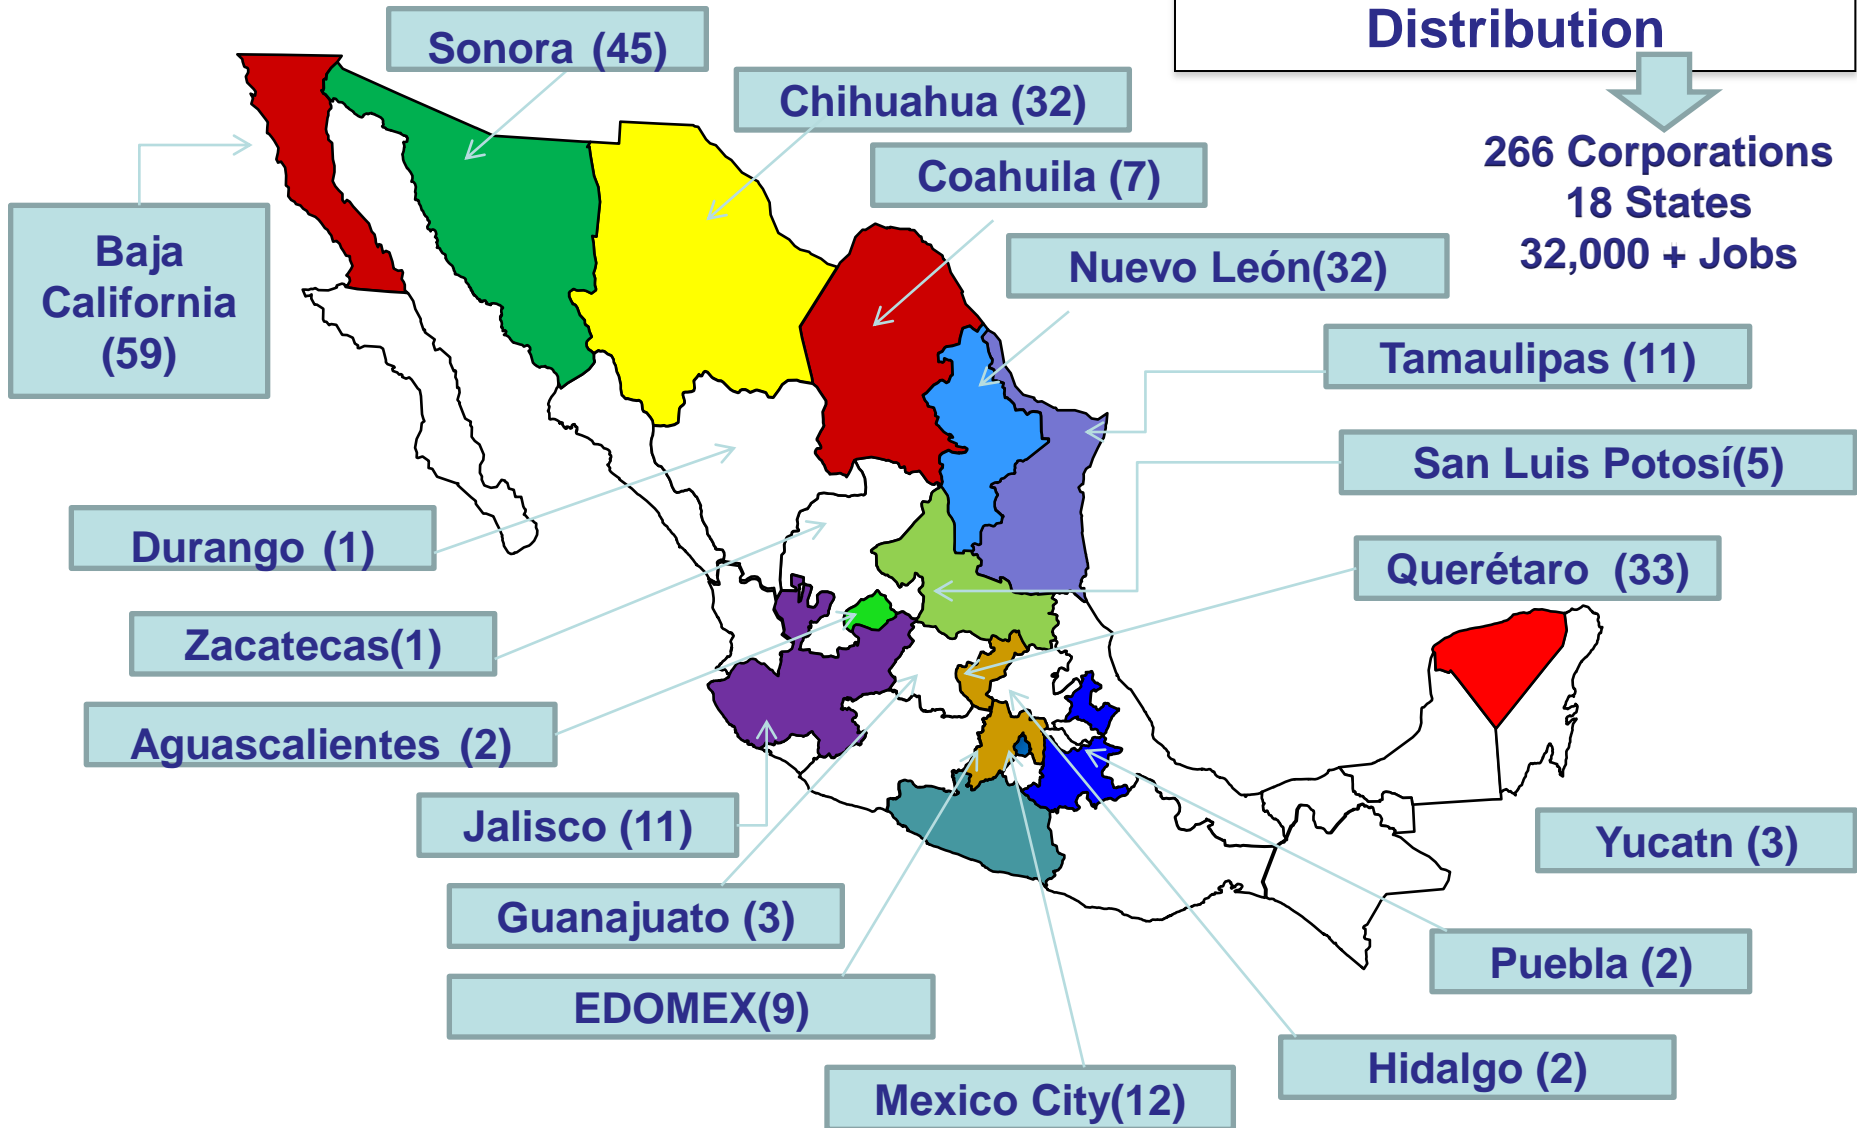 Distribution
266 Corporations
18 States
32,000 + Jobs
Sonora (45)
Chihuahua (32)
Coahuila (7)
Nuevo León(32)
Baja
California
(59)
Tamaulipas (11)
San Luis Potosí(5)
Durango (1)
Querétaro (33)
Zacatecas(1)
Aguascalientes (2)
Jalisco (11)
Yucatn (3)
Guanajuato (3)
Puebla (2)
EDOMEX(9)
Hidalgo (2)
Mexico City(12)